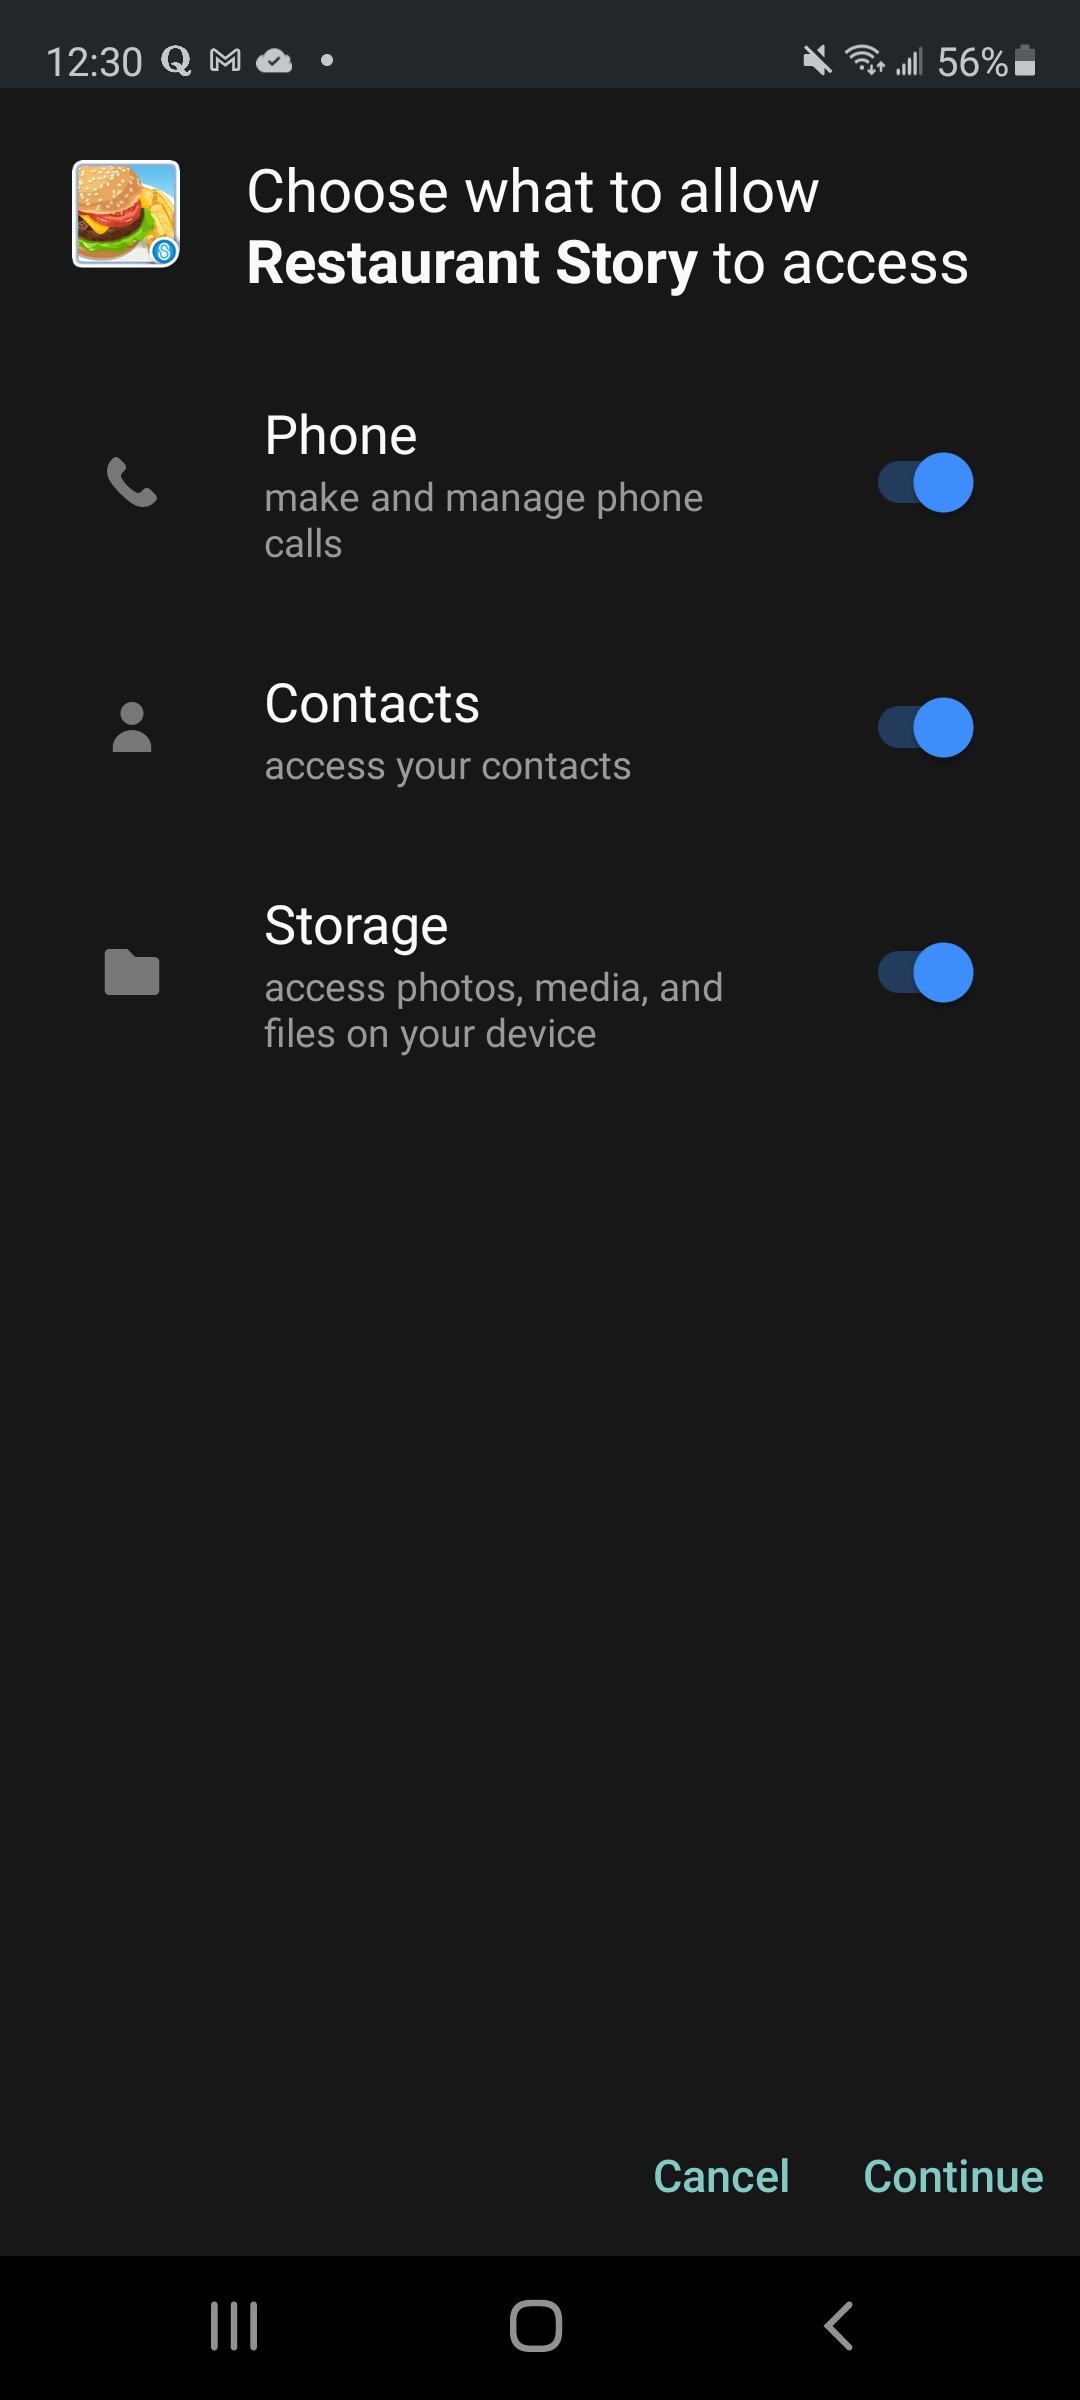 12:30
56%
Choose what to allow
Restaurant Story to access
Phone
make and manage phone
calls
Contacts
access your contacts
Storage
access photos, media, and
files on your device
Cancel
Continue